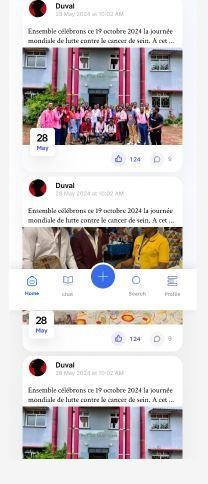 Duval
28 May 2024 at 10:02 AM
Ensemble célébrons ce 19 octobre 2024 la journée
mondiale de lutte contre le cancer de sein. A cet ...
28
May
124
9
Duval
28 May 2024 at 10:02 AM
Ensemble célébrons ce 19 octobre 2024 la journée
mondiale de lutte contre le cancer de sein. A cet ...
Home
chat
Search
Profile
28
May
124
9
Duval
28 May 2024 at 10:02 AM
Ensemble célébrons ce 19 octobre 2024 la journée
mondiale de lutte contre le cancer de sein. A cet ...